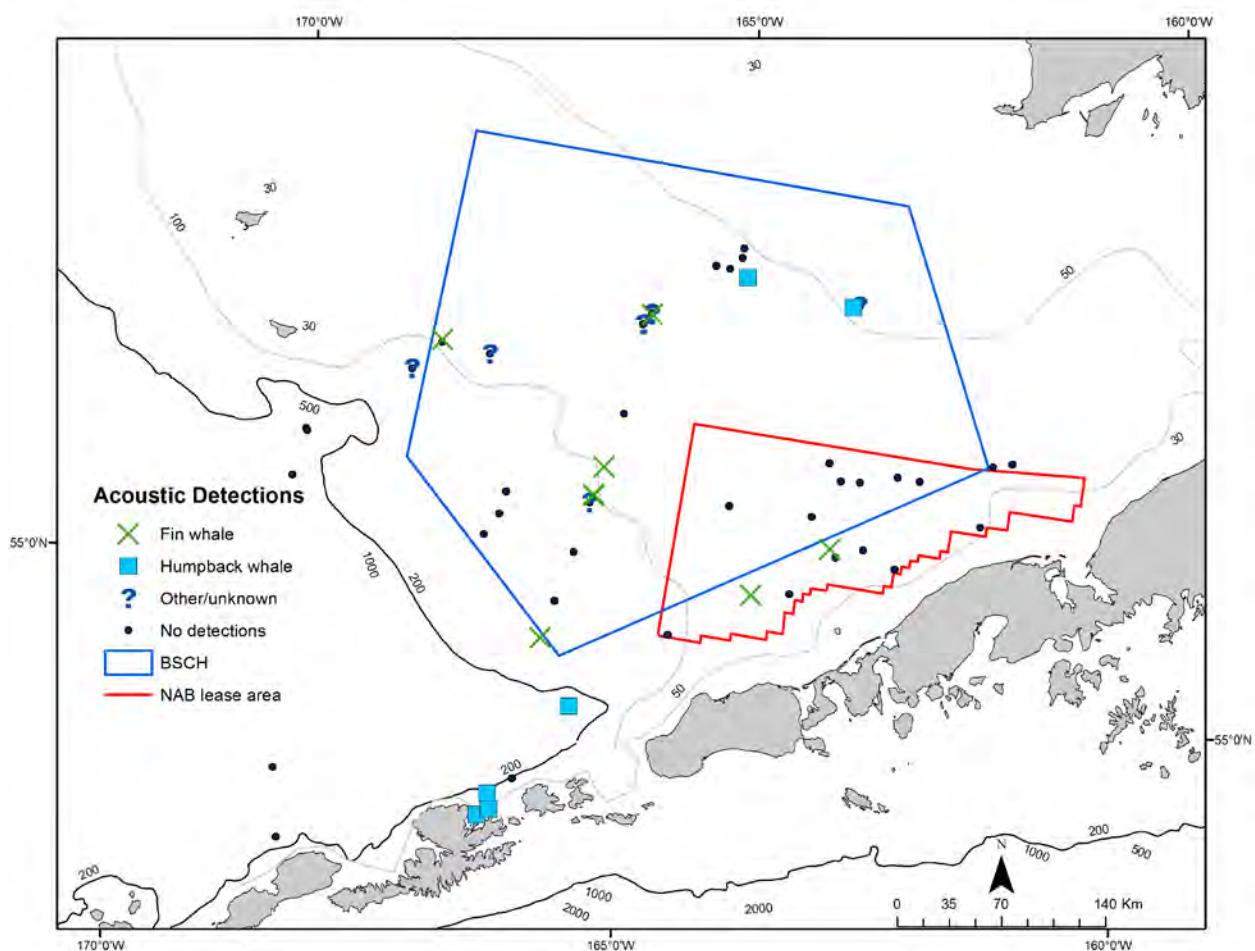 170°0'W
165°0'W
160°0'W
30
30
100
50
30
500
30
Acoustic Detections
Fin whale
Humpback whale
? Other/unknown
No detections
BSCH
NAB lease area
55°0'N
1000
200
50
200
55°0'N
200
N
200
1000
500
1000
2000
2000
0 35 70 140 Km
170°0'W
165°0'W
160°0'W